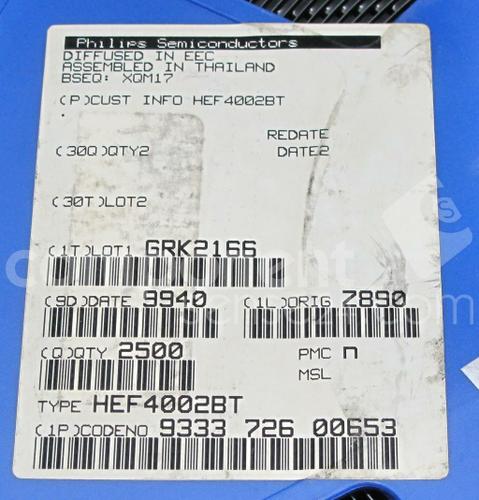 Philips Semiconductors
DIFFUSED IN EEC
ASSEMBLED IN THAILAND
BSEQ: XQM17
(P)CUST INFO HEF4002BT
REDATE
(30Q)QTY2 DATE2
(30T)LOT2
(1T)LOT1 GRK2166
(9D)DATE 9940 (1L)ORIG Z890
(Q)QTY 2500 PMC n
MSL
TYPE HEF4002BT
(1P)CODENO 9333 726 00653